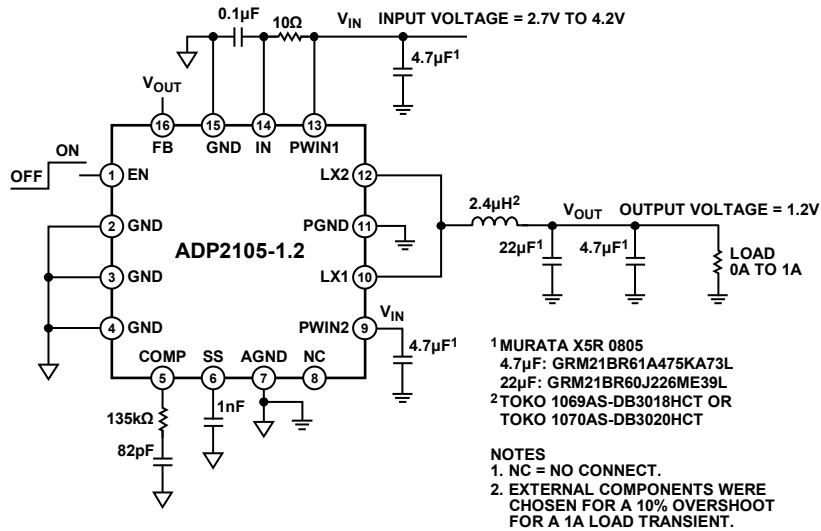 0.1µF
10Ω
VIN
INPUT VOLTAGE = 2.7V TO 4.2V
4.7µF1
VOUT
16
15
14
13
FB
GND
IN
PWIN1
ON
OFF
1
EN
LX2
12
2
GND
PGND
11
ADP2105-1.2
3
GND
LX1
10
4
GND
PWIN2
9
VIN
4.7µF1
2.4µH2
VOUT
OUTPUT VOLTAGE = 1.2V
22µF1
4.7µF1
LOAD
0A TO 1A
COMP
SS
AGND
NC
5
6
7
8
135kΩ
82pF
1nF
1 MURATA X5R 0805
4.7µF: GRM21BR61A475KA73L
22µF: GRM21BR60J226ME39L
2 TOKO 1069AS-DB3018HCT OR
TOKO 1070AS-DB3020HCT
NOTES
1. NC = NO CONNECT.
2. EXTERNAL COMPONENTS WERE
CHOSEN FOR A 10% OVERSHOOT
FOR A 1A LOAD TRANSIENT.